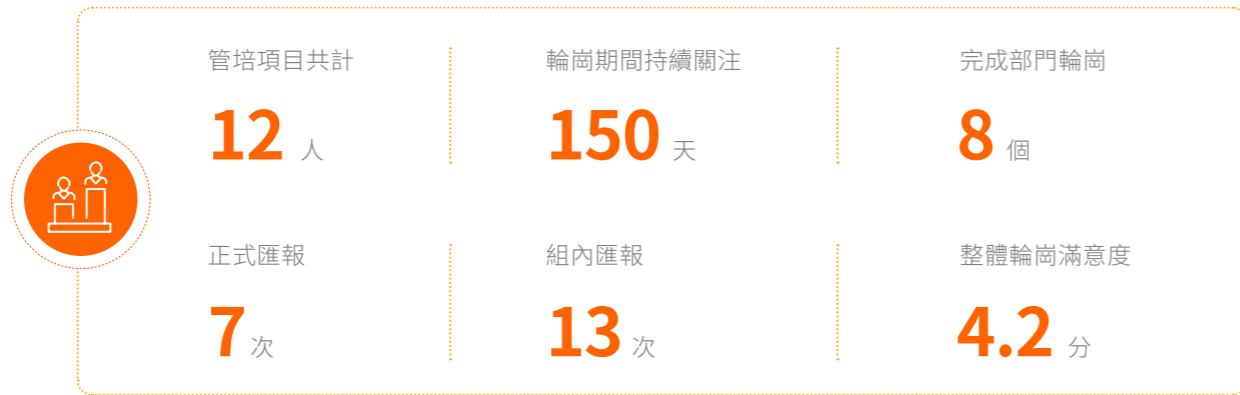 管培項目共計
輪崗期間持續關注
完成部門輪崗
12 人
150 天
8 個
正式匯報
組內匯報
整體輪崗滿意度
7 次
13 次
4.2 分